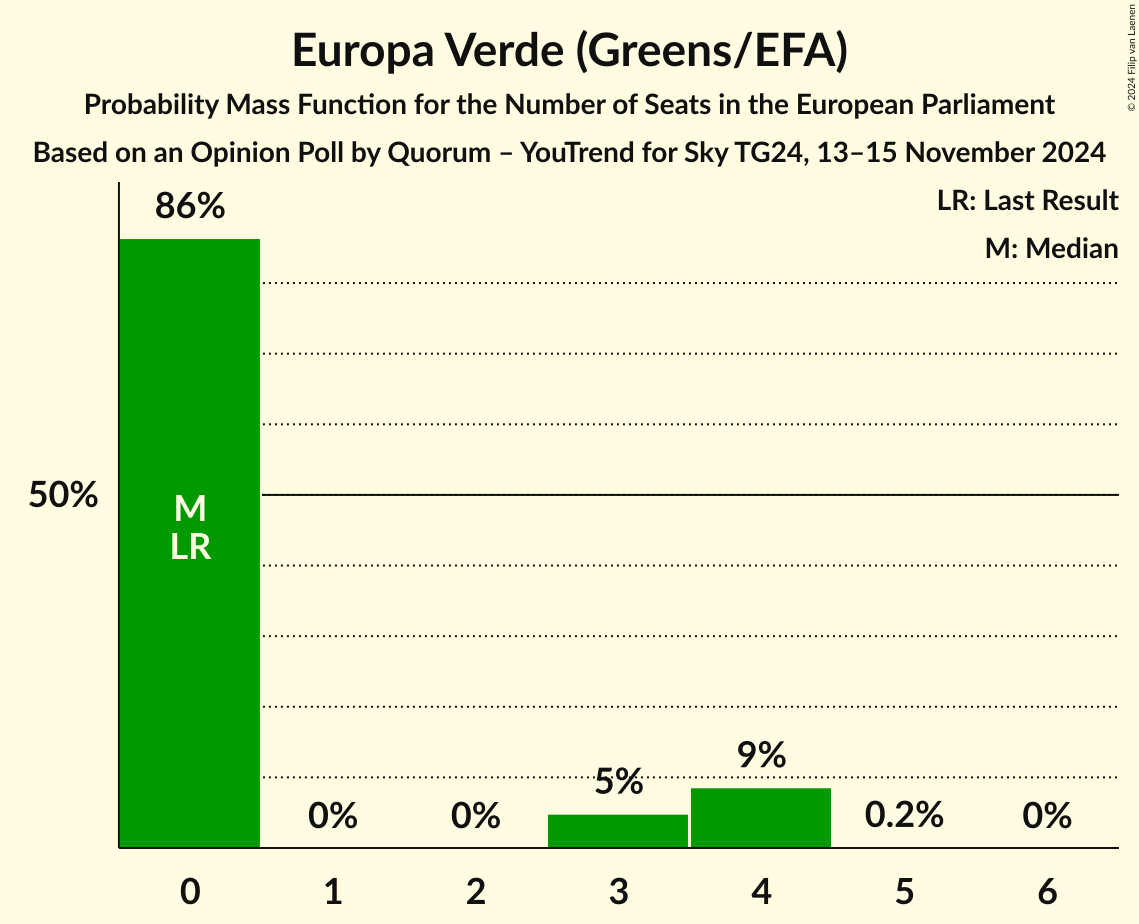 Europa Verde (Greens/EFA)
Probability Mass Function for the Number of Seats in the European Parliament
Based on an Opinion Poll by Quorum – YouTrend for Sky TG24, 13–15 November 2024
© 2024 Filip van Laenen
LR: Last Result
M: Median
86%
50%
M
LR
0%
0%
5%
9%
0.2%
0%
0
1
2
3
4
5
6